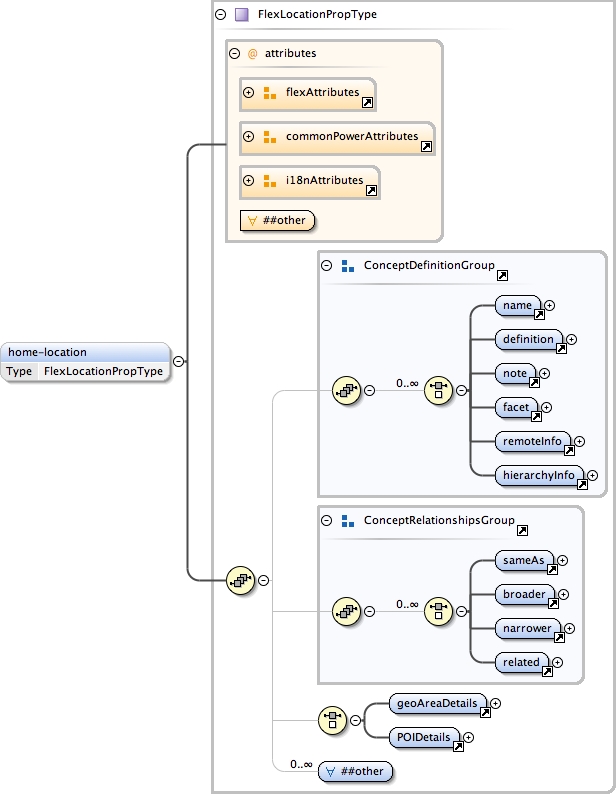 FlexLocationPropType
@ attributes
flexAttributes
commonPowerAttributes
i18nAttributes
##other
home-location
Type FlexLocationPropType
ConceptDefinitionGroup
0..∞
name
definition
note
facet
remoteInfo
hierarchyInfo
ConceptRelationshipsGroup
0..∞
sameAs
broader
narrower
related
geoAreaDetails
POIDetails
0..∞
##other